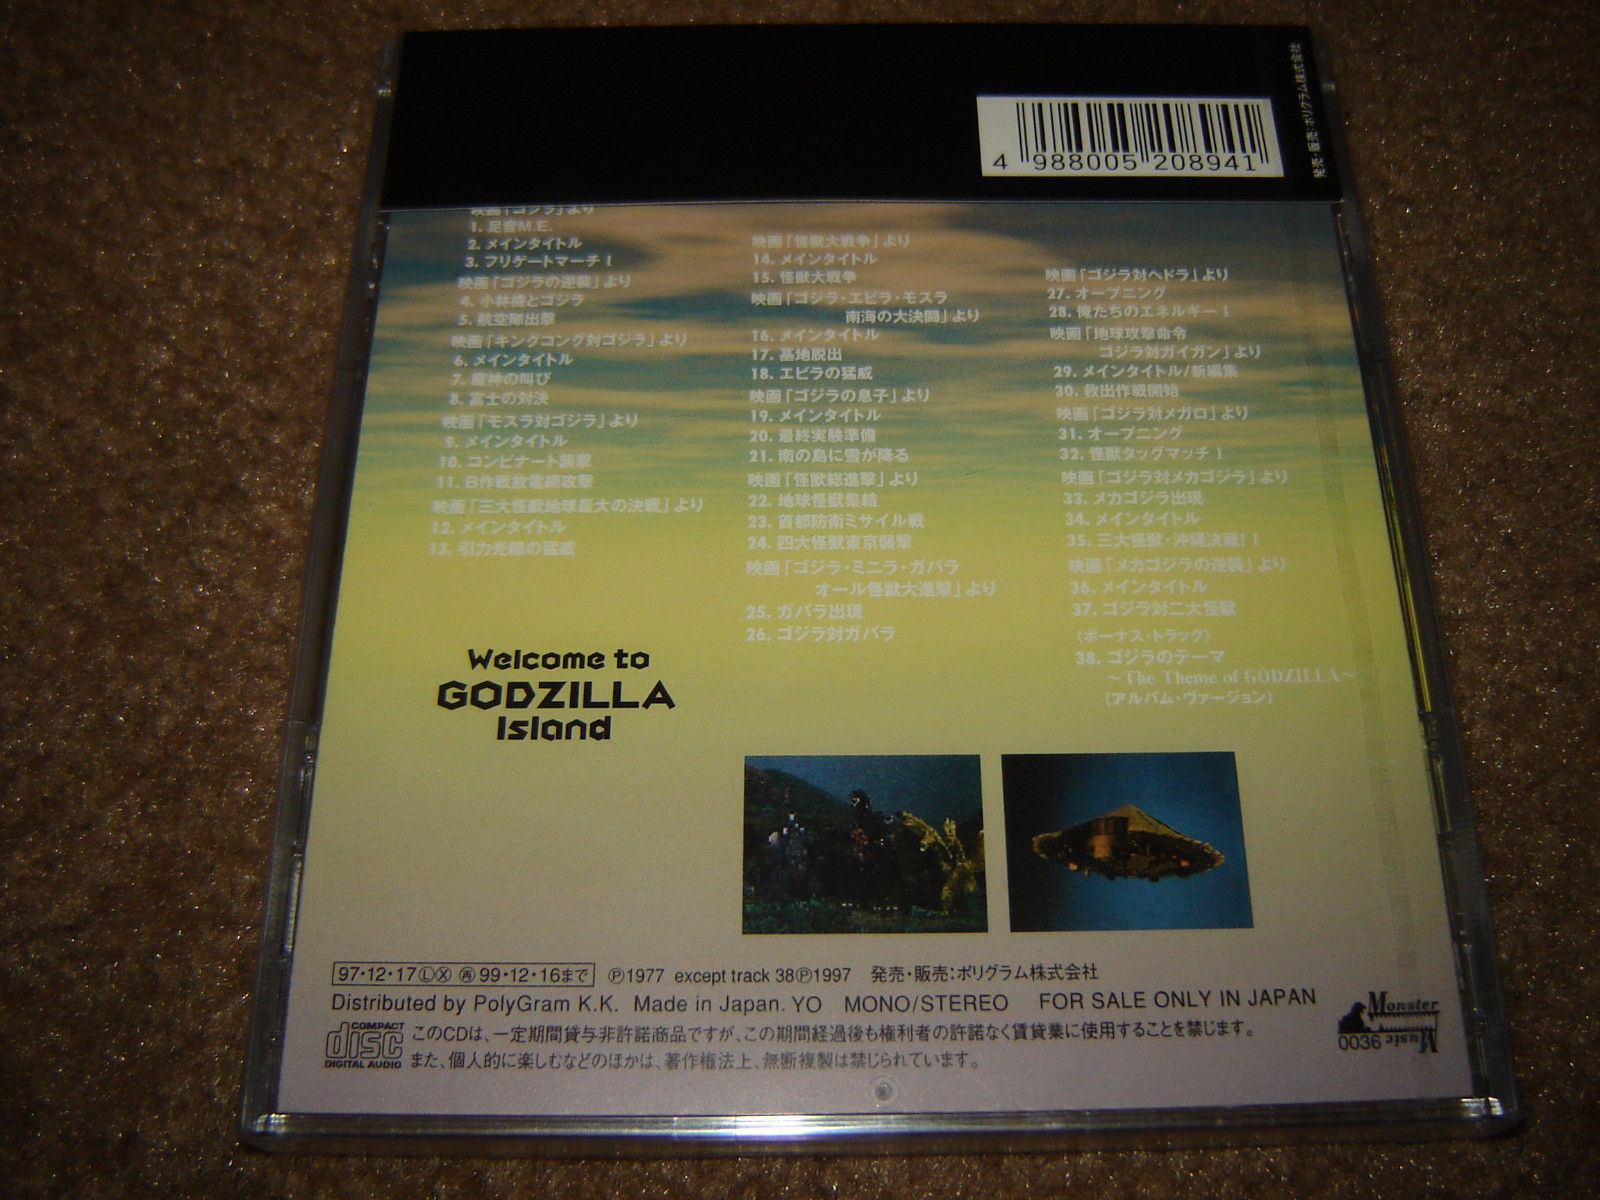 発売・販売:ポリグラム株式会社
4 988005 208941
映画「ゴジラ」より
1. 足音M.E.
2. メインタイトル
3. フリゲートマーチ!
映画「ゴジラの逆襲」より
4. 小林機とゴジラ
5. 航空隊出撃
映画「キングコング対ゴジラ」より
6. メインタイトル
7. 魔神の叫び
8. 富士の対決
映画「モスラ対ゴジラ」より
9. メインタイトル
10. コンビナート襲撃
11. B作戦放電網攻撃
映画「三大怪獣地球最大の決戦」より
12. メインタイトル
13. 引力光線の猛威
映画「怪獣大戦争」より
14. メインタイトル
15. 怪獣大戦争
映画「ゴジラ・エビラ・モスラ
南海の大決闘」より
16. メインタイトル
17. 基地脱出
18. エビラの猛威
映画「ゴジラの息子」より
19. メインタイトル
20. 最終実験準備
21. 南の島に雪が降る
映画「怪獣総進撃」より
22. 地球怪獣集結
23. 首都防衛ミサイル戦
24. 四大怪獣東京襲撃
映画「ゴジラ・ミニラ・ガバラ
オール怪獣大進撃」より
25. ガバラ出現
26. ゴジラ対ガバラ
映画「ゴジラ対ヘドラ」より
27. オープニング
28. 俺たちのエネルギー!
映画「地球攻撃命令
ゴジラ対ガイガン」より
29. メインタイトル/新編集
30. 救出作戦開始
映画「ゴジラ対メガロ」より
31. オープニング
32. 怪獣タッグマッチ!
映画「ゴジラ対メカゴジラ」より
33. メカゴジラ出現
34. メインタイトル
35. 三大怪獣・沖縄決戦!!
映画「メカゴジラの逆襲」より
36. メインタイトル
37. ゴジラ対二大怪獣
(ボーナス・トラック)
38. ゴジラのテーマ
～The Theme of GODZILLA～
(アルバム・ヴァージョン)
Welcome to
GODZILLA
Island
97・12・17ⓁⓍ ㊢99・12・16まで ℗1977 except track 38℗1997 発売・販売:ポリグラム株式会社
Distributed by PolyGram K.K. Made in Japan. YO MONO/STEREO FOR SALE ONLY IN JAPAN
COMPACT
disc
DIGITAL AUDIO
このCDは、一定期間貸与非許諾商品ですが、この期間経過後も権利者の許諾なく賃貸業に使用することを禁じます。
また、個人的に楽しむなどのほかは、著作権法上、無断複製は禁じられています。
Monster
Music
0036